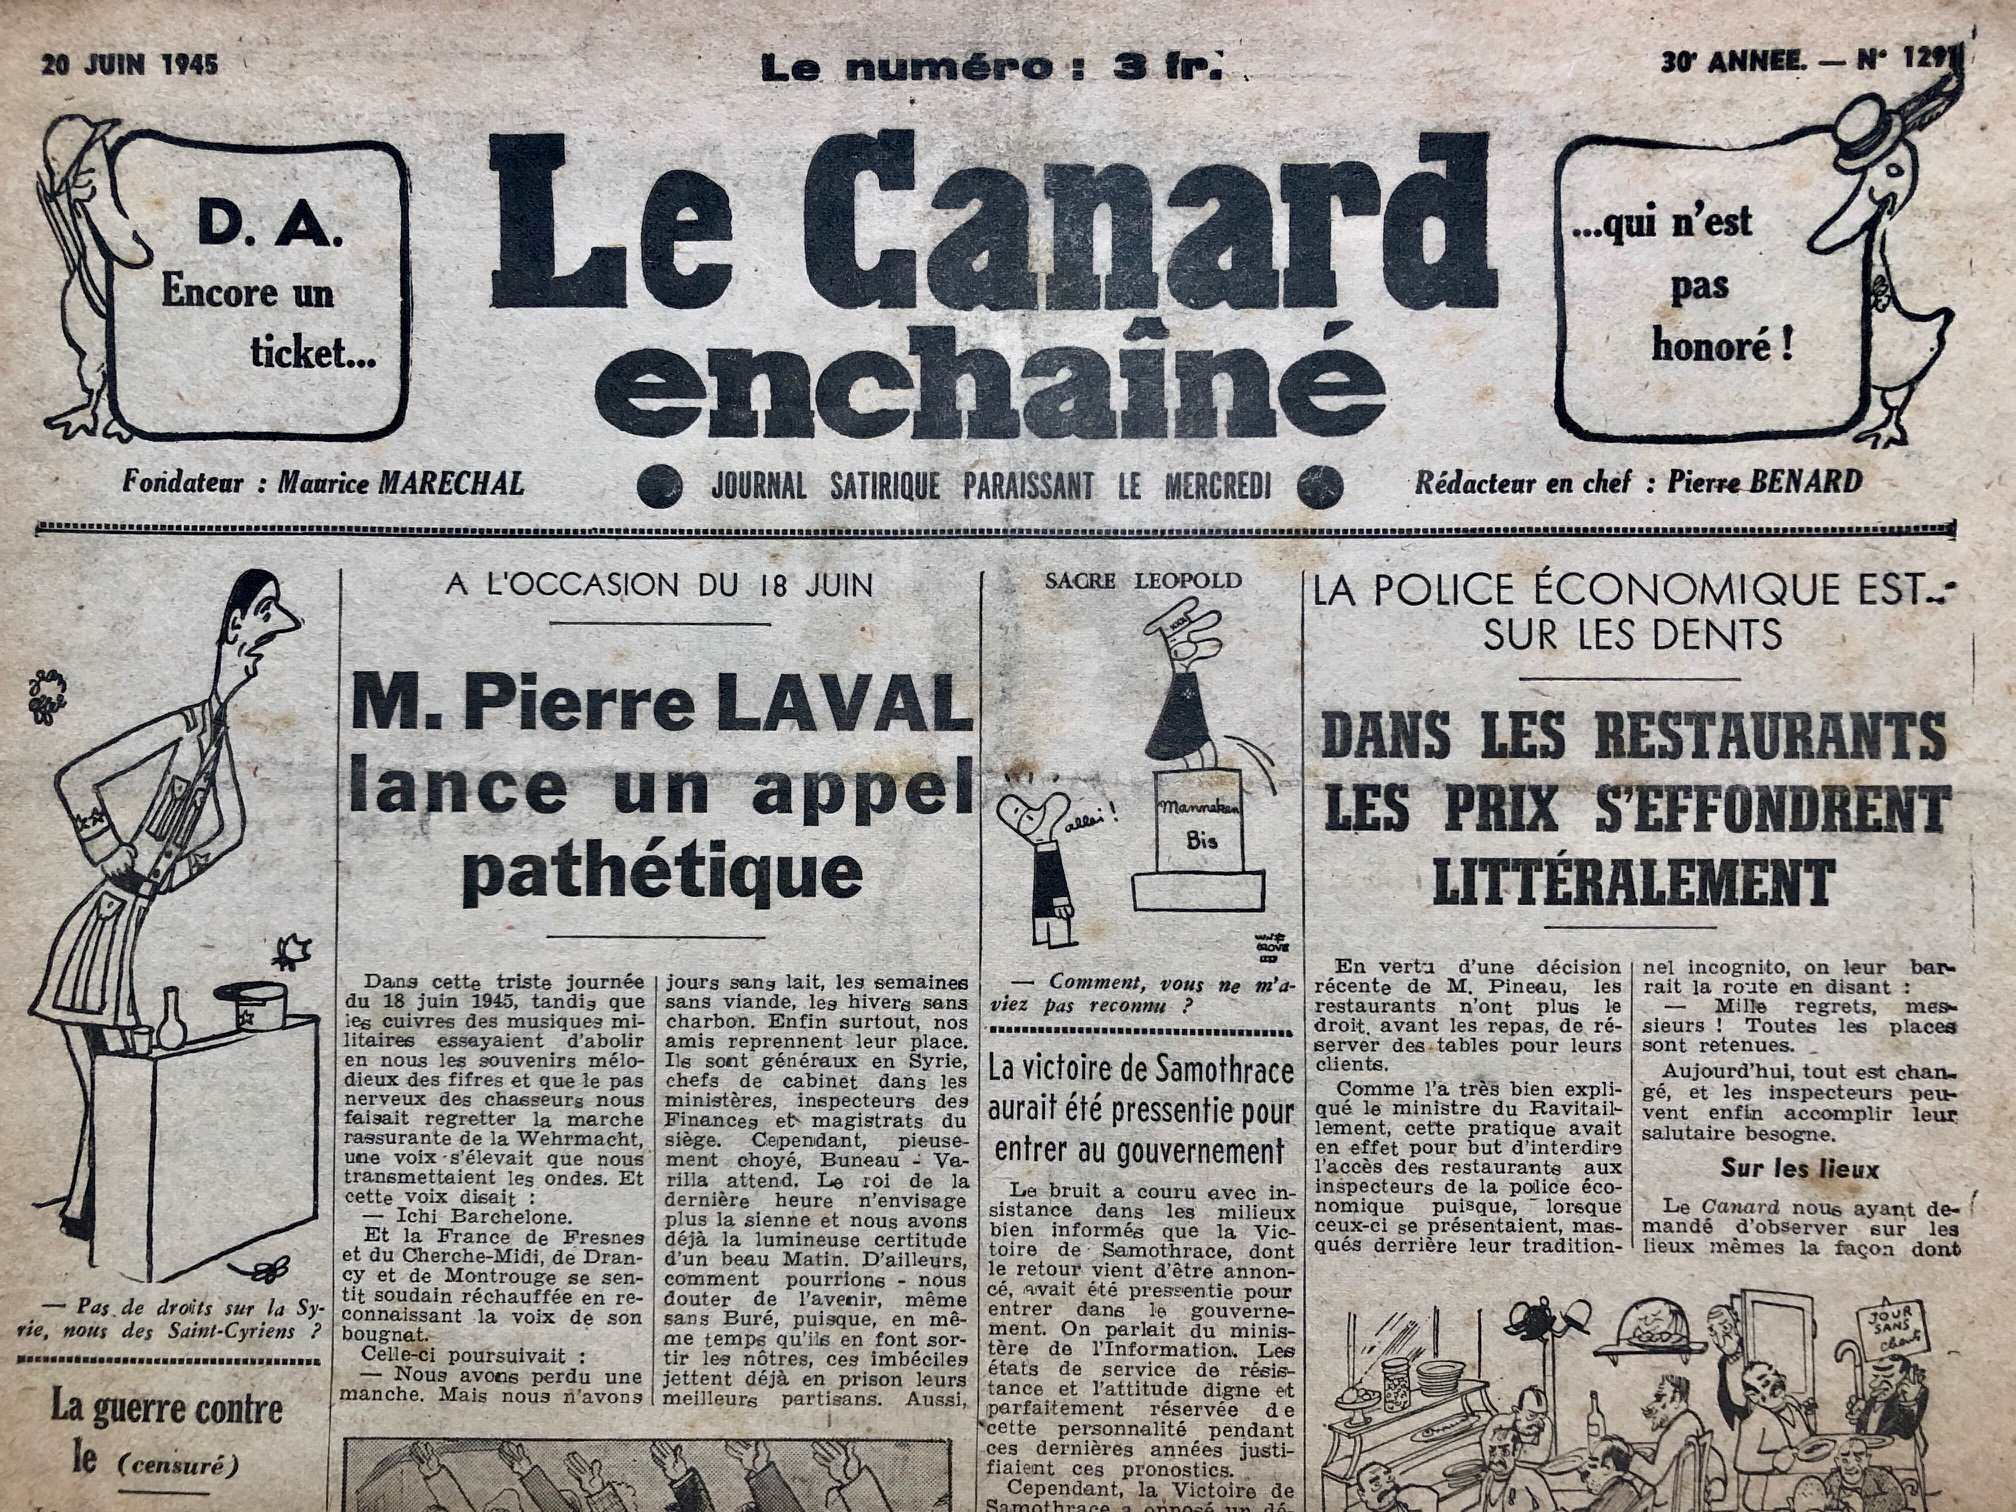 20 JUIN 1945
Le numéro : 3 fr.
30e ANNEE. — N° 1291
D. A.
Encore un
ticket...
Le Canard
enchaîné
...qui n'est
pas
honoré !
Fondateur : Maurice MARECHAL
JOURNAL SATIRIQUE PARAISSANT LE MERCREDI
Rédacteur en chef : Pierre BENARD
jean
effel
— Pas de droits sur la Sy-
rie, nous des Saint-Cyriens ?
La guerre contre
le (censuré)
A L'OCCASION DU 18 JUIN
M. Pierre LAVAL
lance un appel
pathétique
Dans cette triste journée
du 18 juin 1945, tandis que
les cuivres des musiques mi-
litaires essayaient d'abolir
en nous les souvenirs mélo-
dieux des fifres et que le pas
nerveux des chasseurs nous
faisait regretter la marche
rassurante de la Wehrmacht,
une voix s'élevait que nous
transmettaient les ondes. Et
cette voix disait :
— Ichi Barchelone.
Et la France de Fresnes
et du Cherche-Midi, de Dran-
cy et de Montrouge se sen-
tit soudain réchauffée en re-
connaissant la voix de son
bougnat.
Celle-ci poursuivait :
— Nous avons perdu une
manche. Mais nous n'avons
jours sans lait, les semaines
sans viande, les hivers sans
charbon. Enfin surtout, nos
amis reprennent leur place.
Ils sont généraux en Syrie,
chefs de cabinet dans les
ministères, inspecteurs des
Finances et magistrats du
siège. Cependant, pieuse-
ment choyé, Buneau - Va-
rilla attend. Le roi de la
dernière heure n'envisage
plus la sienne et nous avons
déjà la lumineuse certitude
d'un beau Matin. D'ailleurs,
comment pourrions - nous
douter de l'avenir, même
sans Buré, puisque, en mê-
me temps qu'ils en font sor-
tir les nôtres, ces imbéciles
jettent déjà en prison leurs
meilleurs partisans. Aussi,
SACRE LEOPOLD
allei !
Manneken
Bis
— Comment, vous ne m'a-
viez pas reconnu ?
La victoire de Samothrace
aurait été pressentie pour
entrer au gouvernement
Le bruit a couru avec in-
sistance dans les milieux
bien informés que la Vic-
toire de Samothrace, dont
le retour vient d'être annon-
cé, avait été pressentie pour
entrer dans le gouverne-
ment. On parlait du minis-
tère de l'Information. Les
états de service de résis-
tance et l'attitude digne et
parfaitement réservée de
cette personnalité pendant
ces dernières années justi-
fiaient ces pronostics.
Cependant, la Victoire de
Samothrace a opposé un dé-
LA POLICE ÉCONOMIQUE EST...
SUR LES DENTS
DANS LES RESTAURANTS
LES PRIX S'EFFONDRENT
LITTÉRALEMENT
En vertu d'une décision
récente de M. Pineau, les
restaurants n'ont plus le
droit, avant les repas, de ré-
server des tables pour leurs
clients.
Comme l'a très bien expli-
qué le ministre du Ravitail-
lement, cette pratique avait
en effet pour but d'interdire
l'accès des restaurants aux
inspecteurs de la police éco-
nomique puisque, lorsque
ceux-ci se présentaient, mas-
qués derrière leur tradition-
nel incognito, on leur bar-
rait la route en disant :
— Mille regrets, mes-
sieurs ! Toutes les places
sont retenues.
Aujourd'hui, tout est chan-
gé, et les inspecteurs peu-
vent enfin accomplir leur
salutaire besogne.
Sur les lieux
Le Canard nous ayant de-
mandé d'observer sur les
lieux mêmes la façon dont
JOUR
SANS